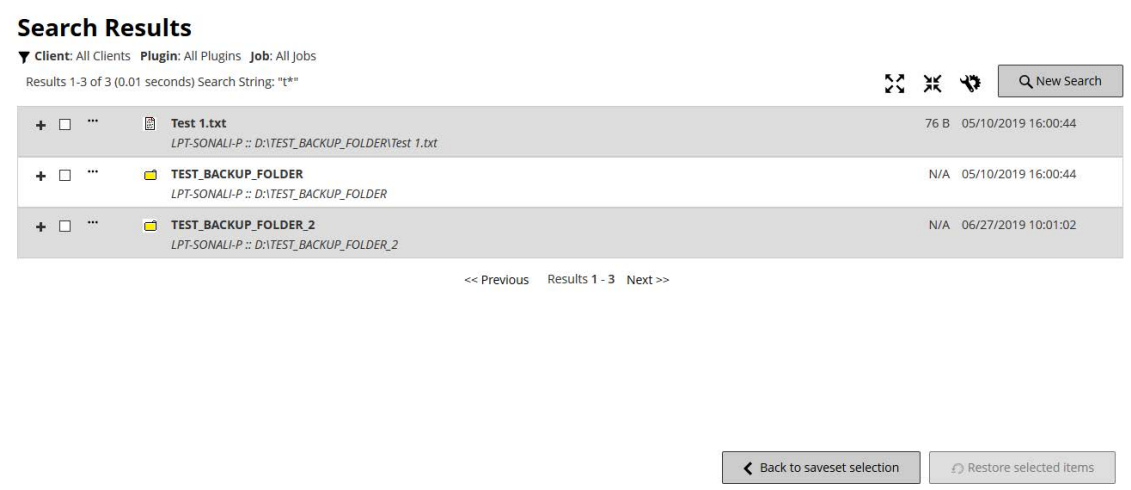 Search Results
Client: All Clients Plugin: All Plugins Job: All Jobs
Results 1-3 of 3 (0.01 seconds) Search String: "t*"
New Search
Test 1.txt 76 B 05/10/2019 16:00:44
LPT-SONALI-P :: D:\TEST_BACKUP_FOLDER\Test 1.txt
TEST_BACKUP_FOLDER N/A 05/10/2019 16:00:44
LPT-SONALI-P :: D:\TEST_BACKUP_FOLDER
TEST_BACKUP_FOLDER_2 N/A 06/27/2019 10:01:02
LPT-SONALI-P :: D:\TEST_BACKUP_FOLDER_2
<< Previous Results 1 - 3 Next >>
Back to saveset selection Restore selected items